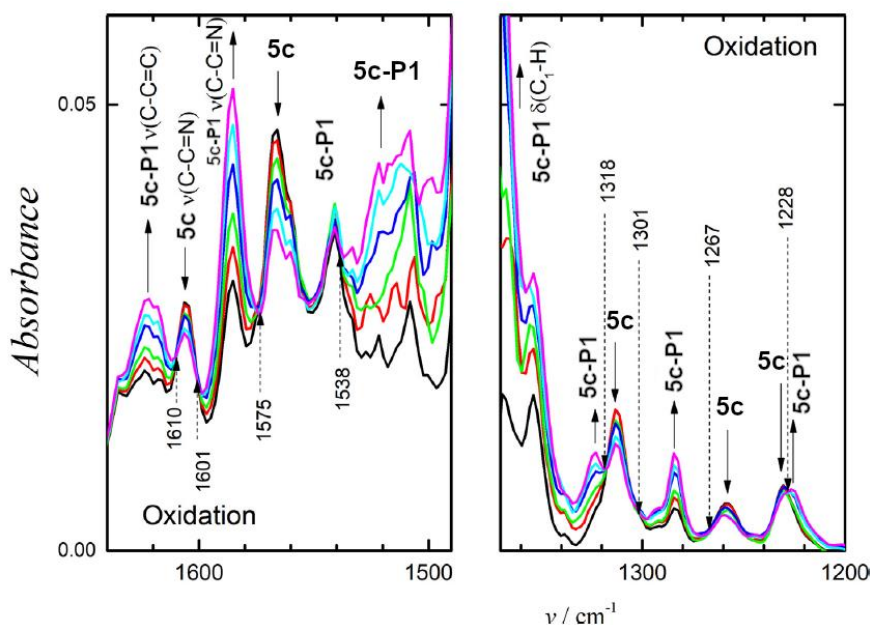 Absorbance
0.05
0.00
5c-P1 ν(C-C=C)
5c ν(C-C=N)
5c-P1 ν(C-C=N)
5c
5c-P1
5c-P1
1610
1601
1575
1538
Oxidation
1600
1500
Oxidation
5c-P1 δ(C₁-H)
1318
1301
1267
1228
5c-P1
5c
5c-P1
5c
5c
5c-P1
1300
1200
ν / cm⁻¹